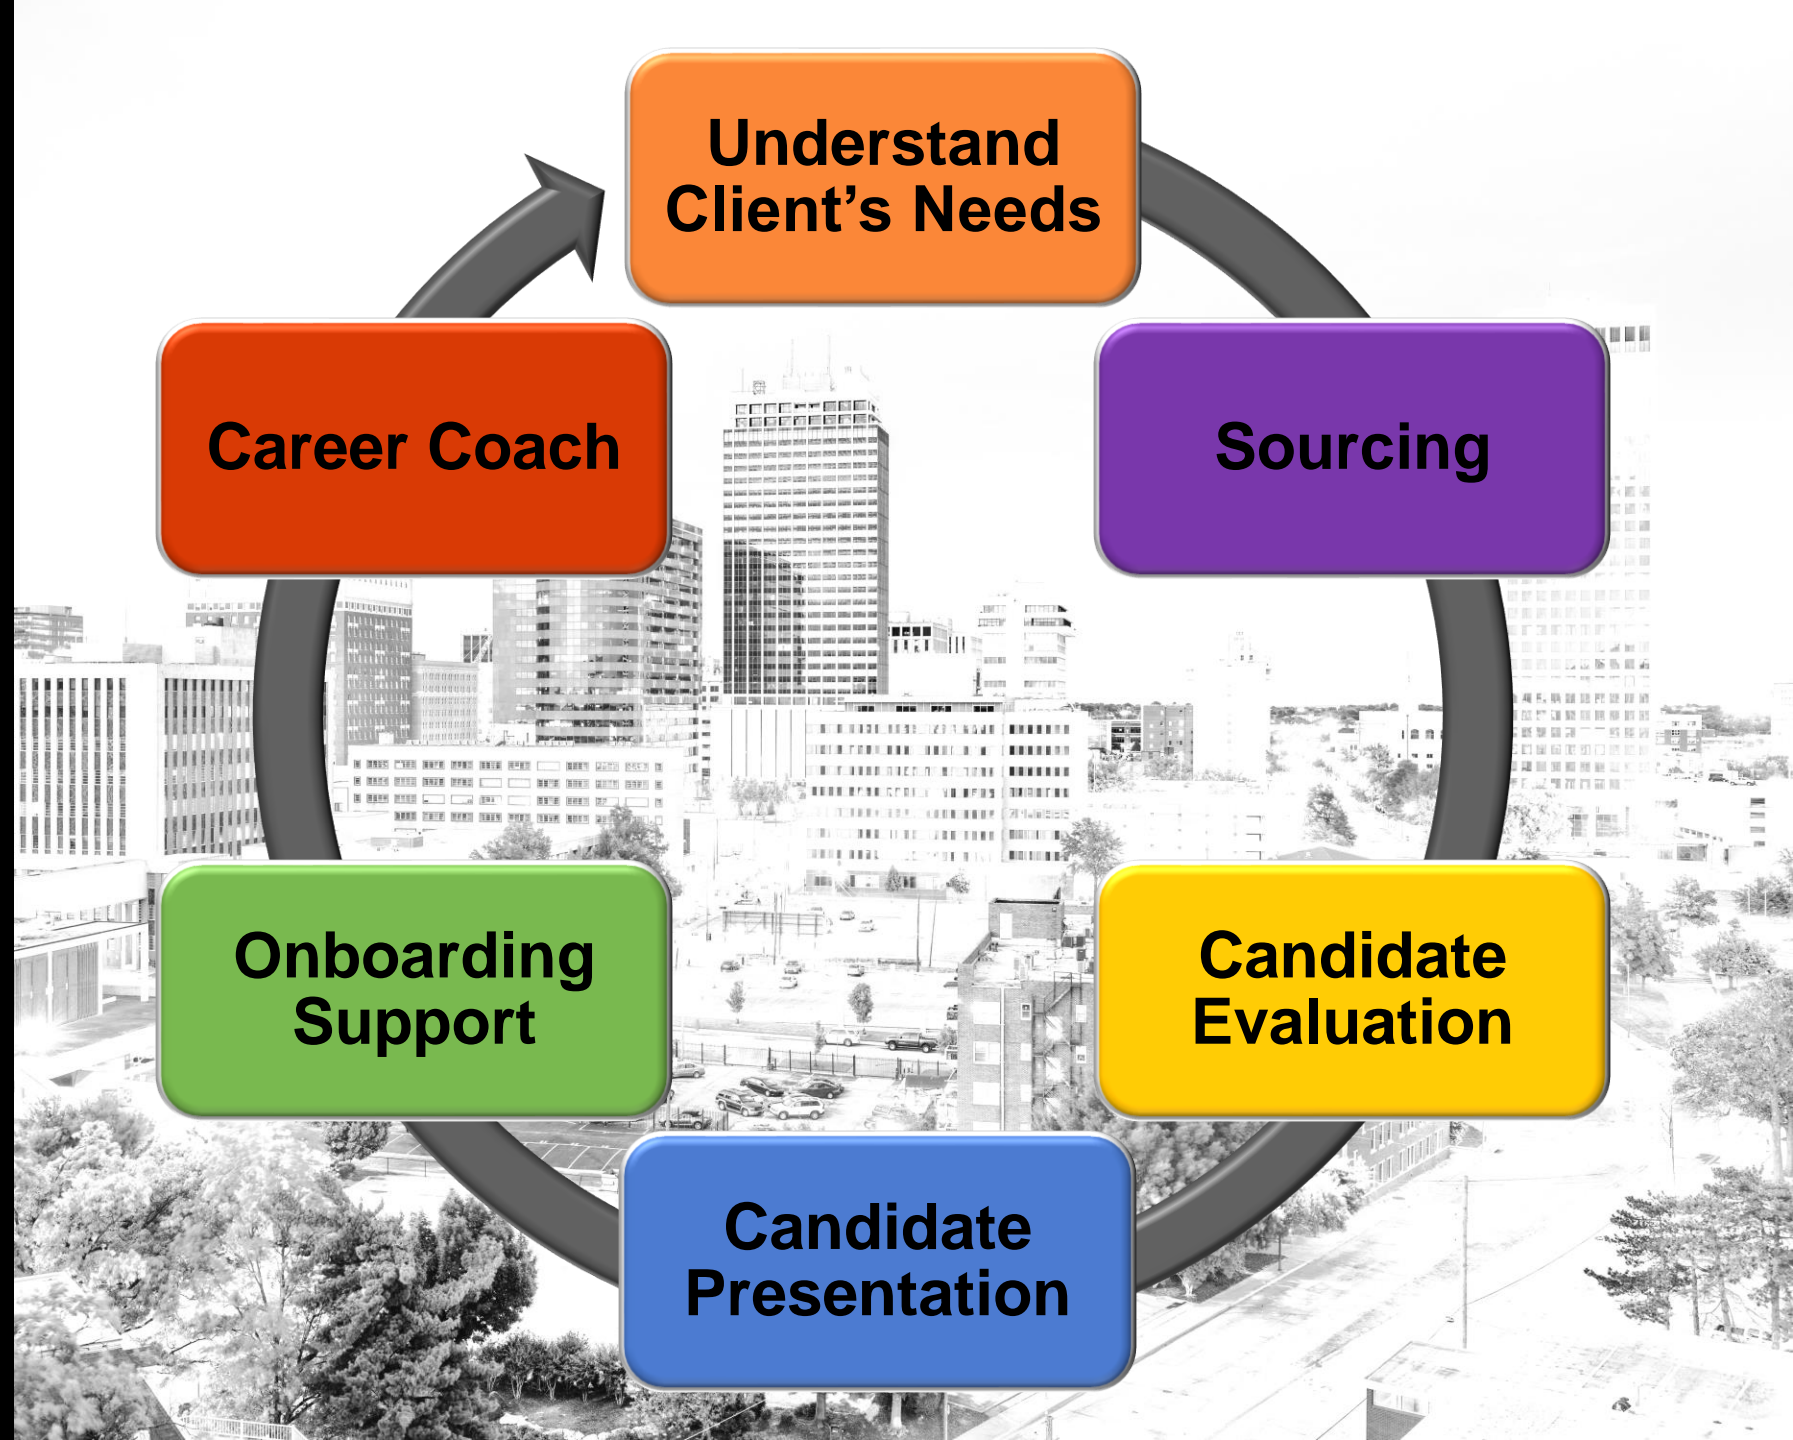 Understand
Client’s Needs
Sourcing
Candidate
Evaluation
Candidate
Presentation
Onboarding
Support
Career Coach